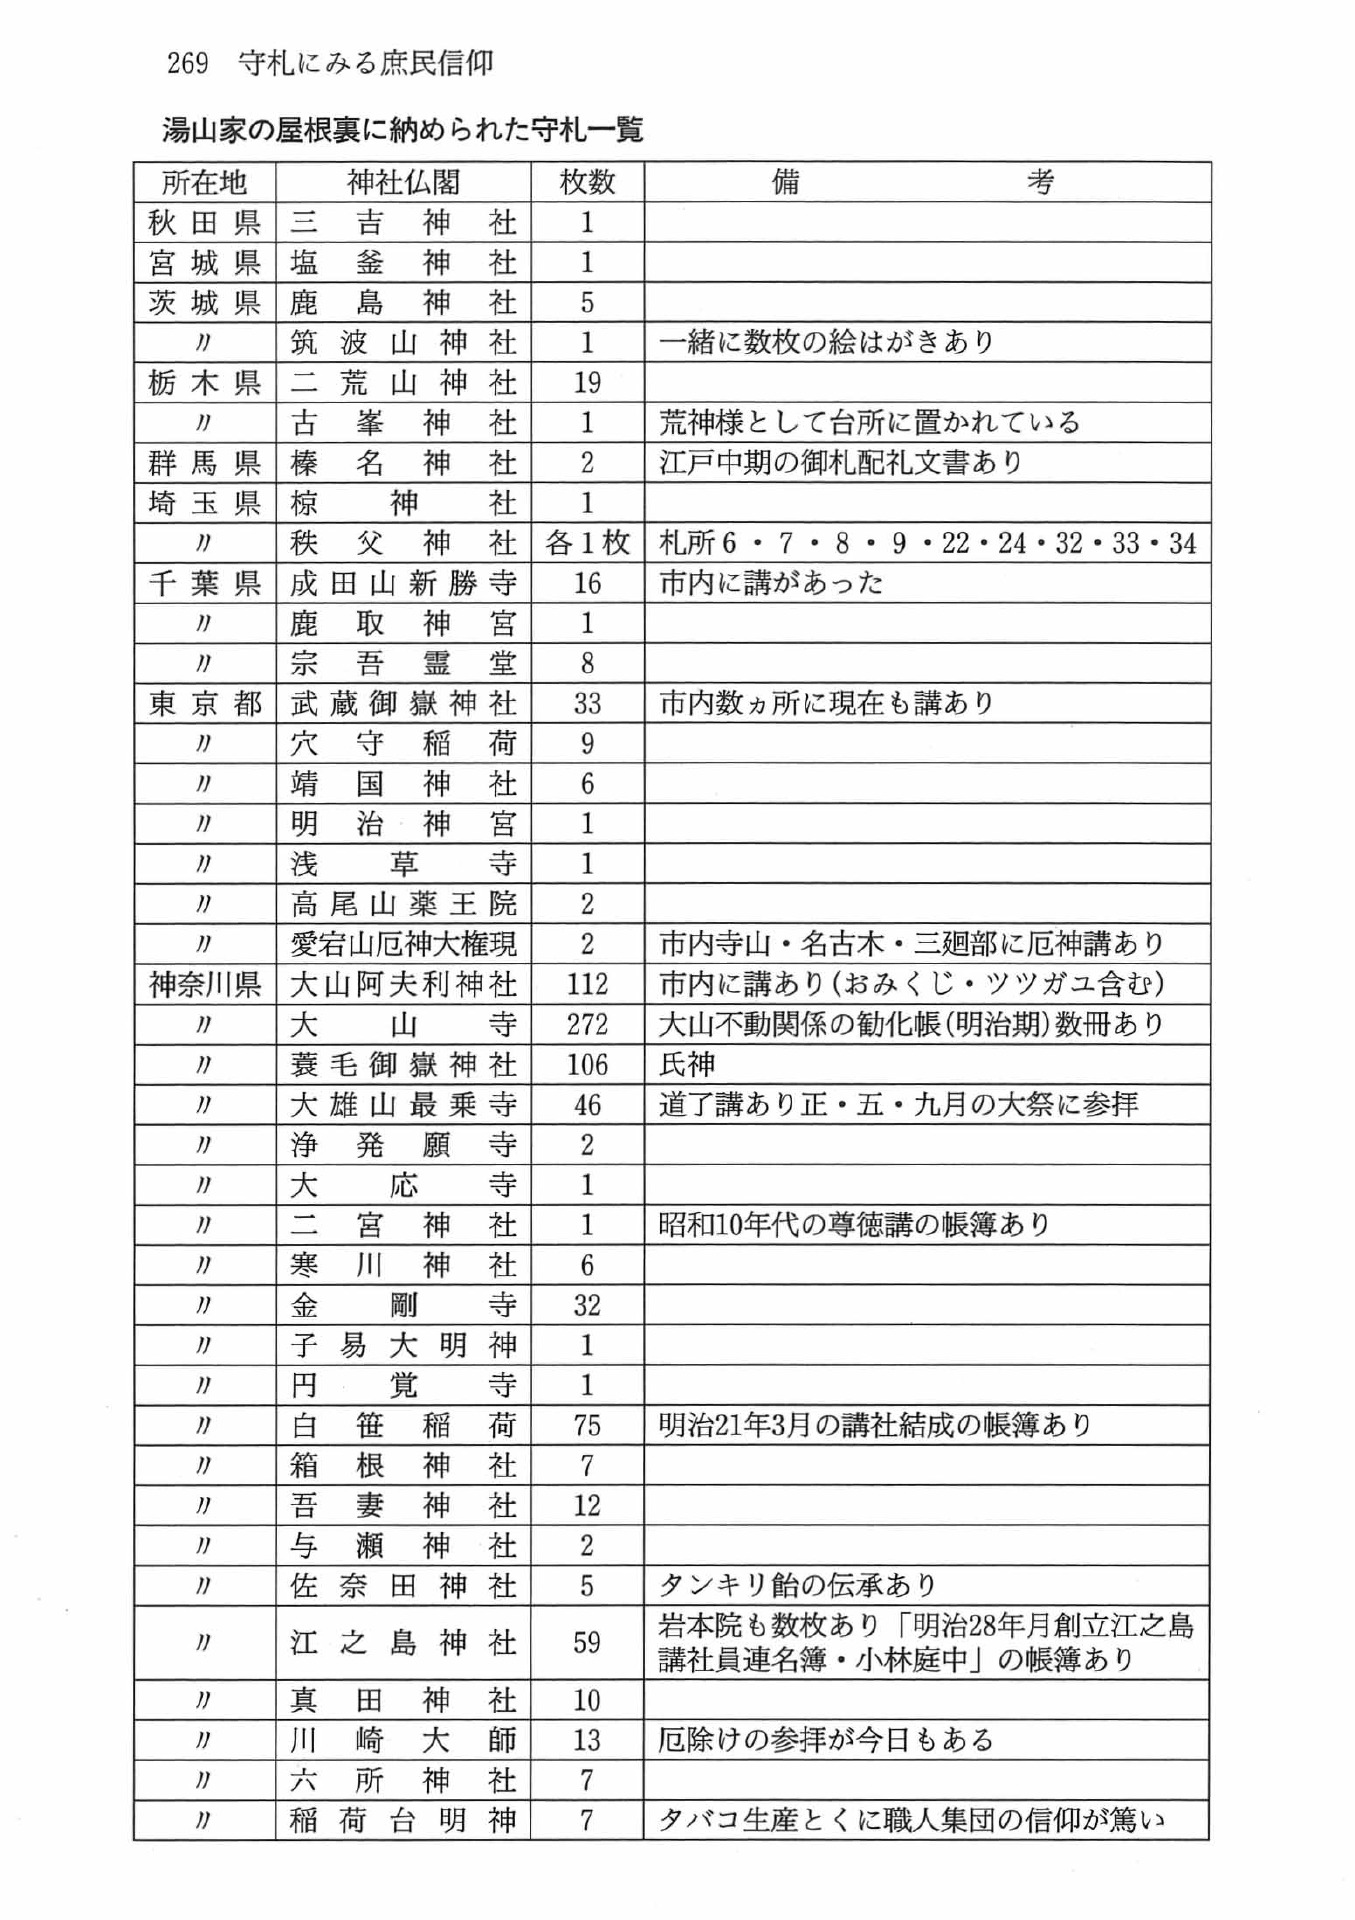 269 守札にみる庶民信仰
湯山家の屋根裏に納められた守札一覧
所在地 神社仏閣 枚数 備考
秋田県 三吉神社 1
宮城県 塩釜神社 1
茨城県 鹿島神社 5
〃 筑波山神社 1 一緒に数枚の絵はがきあり
栃木県 二荒山神社 19
〃 古峯神社 1 荒神様として台所に置かれている
群馬県 榛名神社 2 江戸中期の御札配礼文書あり
埼玉県 椋神社 1
〃 秩父神社 各1枚 札所6・7・8・9・22・24・32・33・34
千葉県 成田山新勝寺 16 市内に講があった
〃 鹿取神宮 1
〃 宗吾霊堂 8
東京都 武蔵御嶽神社 33 市内数ヵ所に現在も講あり
〃 穴守稲荷 9
〃 靖国神社 6
〃 明治神宮 1
〃 浅草寺 1
〃 高尾山薬王院 2
〃 愛宕山厄神大権現 2 市内寺山・名古木・三廻部に厄神講あり
神奈川県 大山阿夫利神社 112 市内に講あり(おみくじ・ツツガユ含む)
〃 大山寺 272 大山不動関係の勧化帳(明治期)数冊あり
〃 蓑毛御嶽神社 106 氏神
〃 大雄山最乗寺 46 道了講あり正・五・九月の大祭に参拝
〃 浄発願寺 2
〃 大応寺 1
〃 二宮神社 1 昭和10年代の尊徳講の帳簿あり
〃 寒川神社 6
〃 金剛寺 32
〃 子易大明神 1
〃 円覚寺 1
〃 白笹稲荷 75 明治21年3月の講社結成の帳簿あり
〃 箱根神社 7
〃 吾妻神社 12
〃 与瀬神社 2
〃 佐奈田神社 5 タンキリ飴の伝承あり
〃 江之島神社 59 岩本院も数枚あり「明治28年月創立江之島
講社員連名簿・小林庭中」の帳簿あり
〃 真田神社 10
〃 川崎大師 13 厄除けの参拝が今日もある
〃 六所神社 7
〃 稲荷台明神 7 タバコ生産とくに職人集団の信仰が篤い